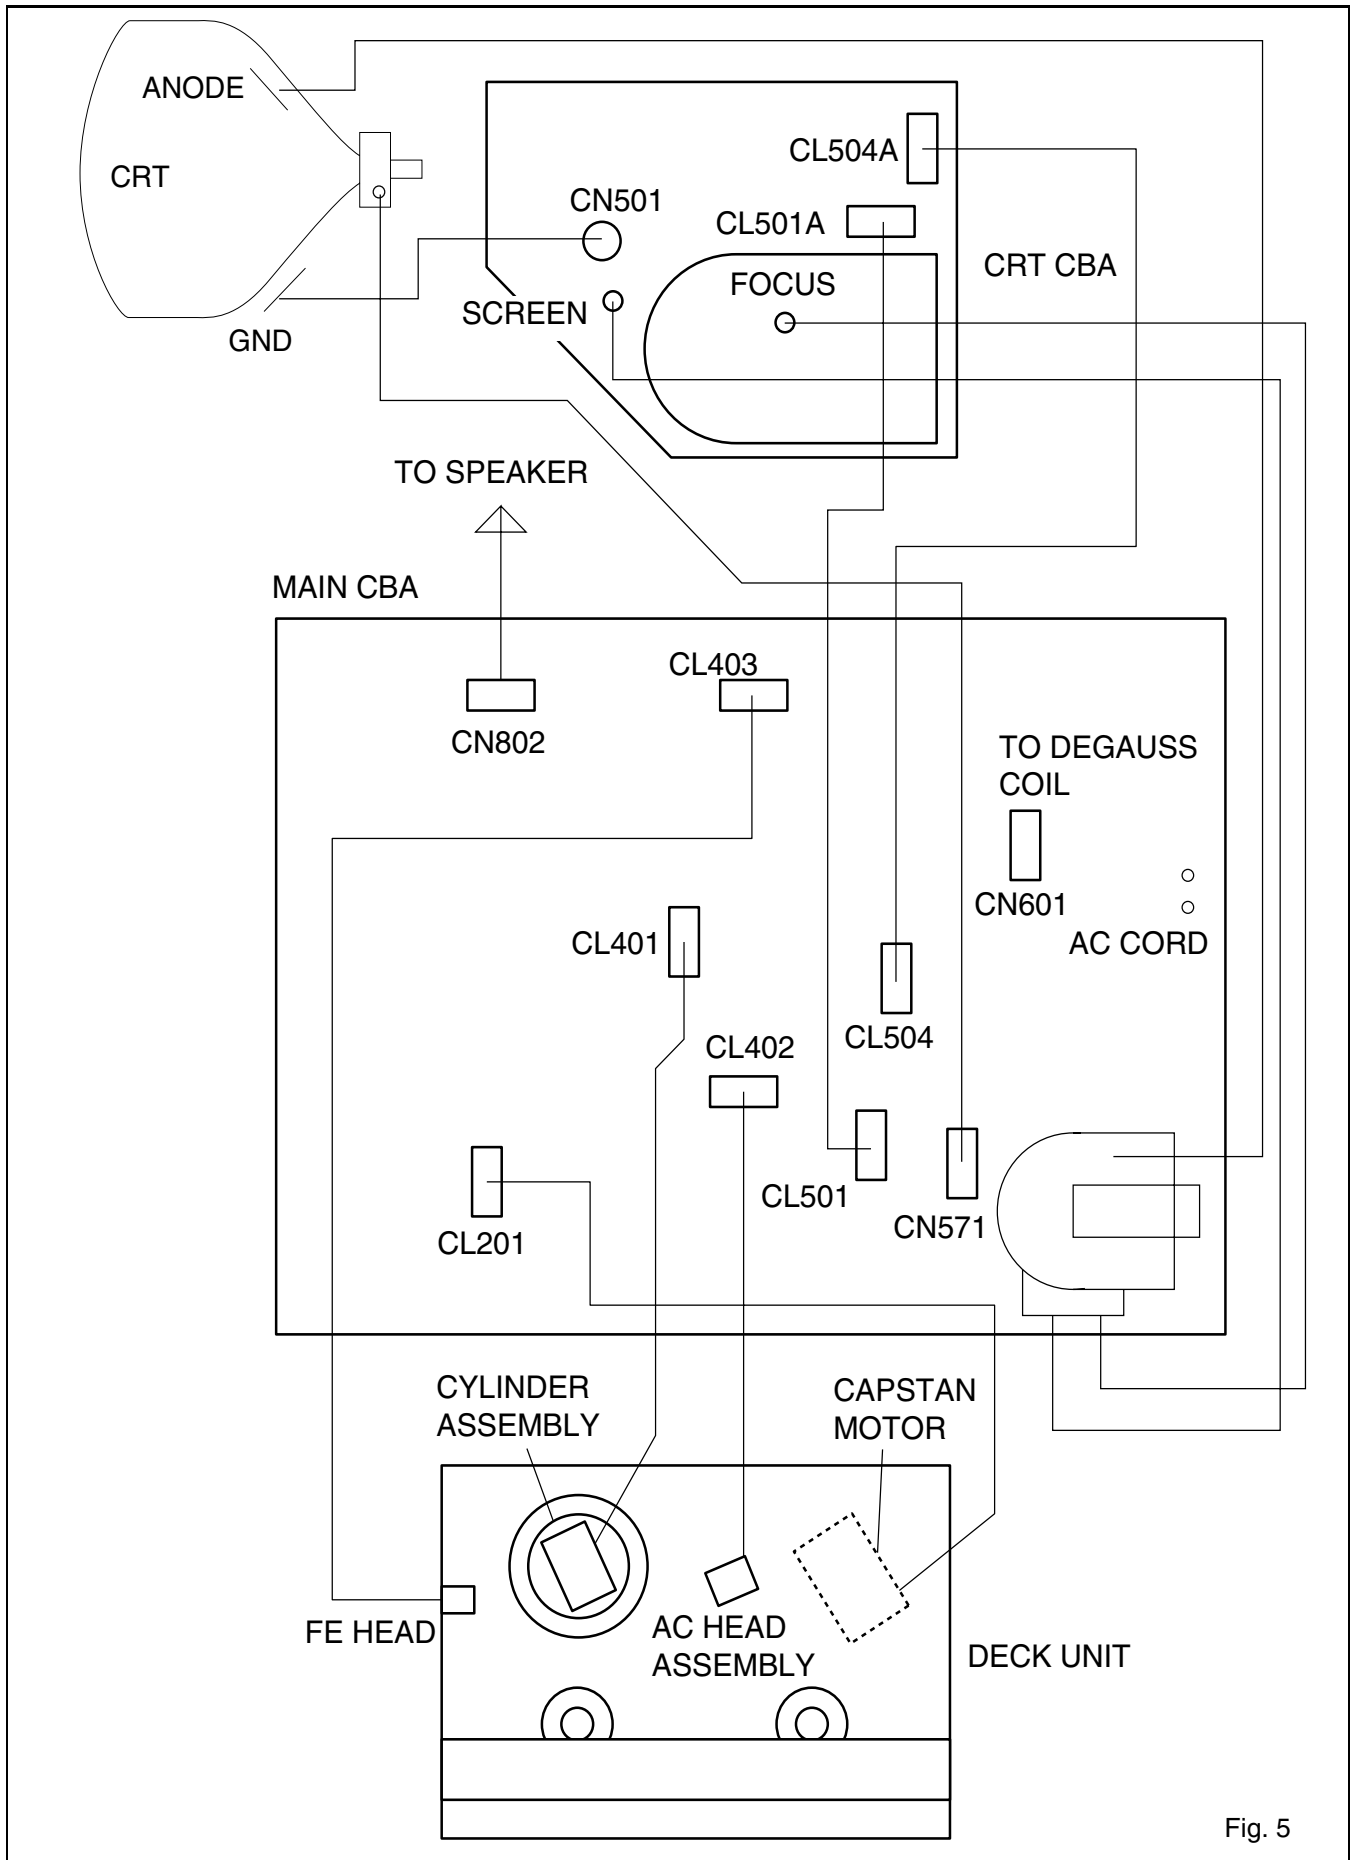 ANODE
CRT
GND
CL504A
CN501
CL501A
CRT CBA
FOCUS
SCREEN
TO SPEAKER
MAIN CBA
CL403
CN802
TO DEGAUSS
COIL
CN601
AC CORD
CL401
CL504
CL402
CL501
CN571
CL201
CYLINDER
ASSEMBLY
CAPSTAN
MOTOR
FE HEAD
AC HEAD
ASSEMBLY
DECK UNIT
Fig. 5